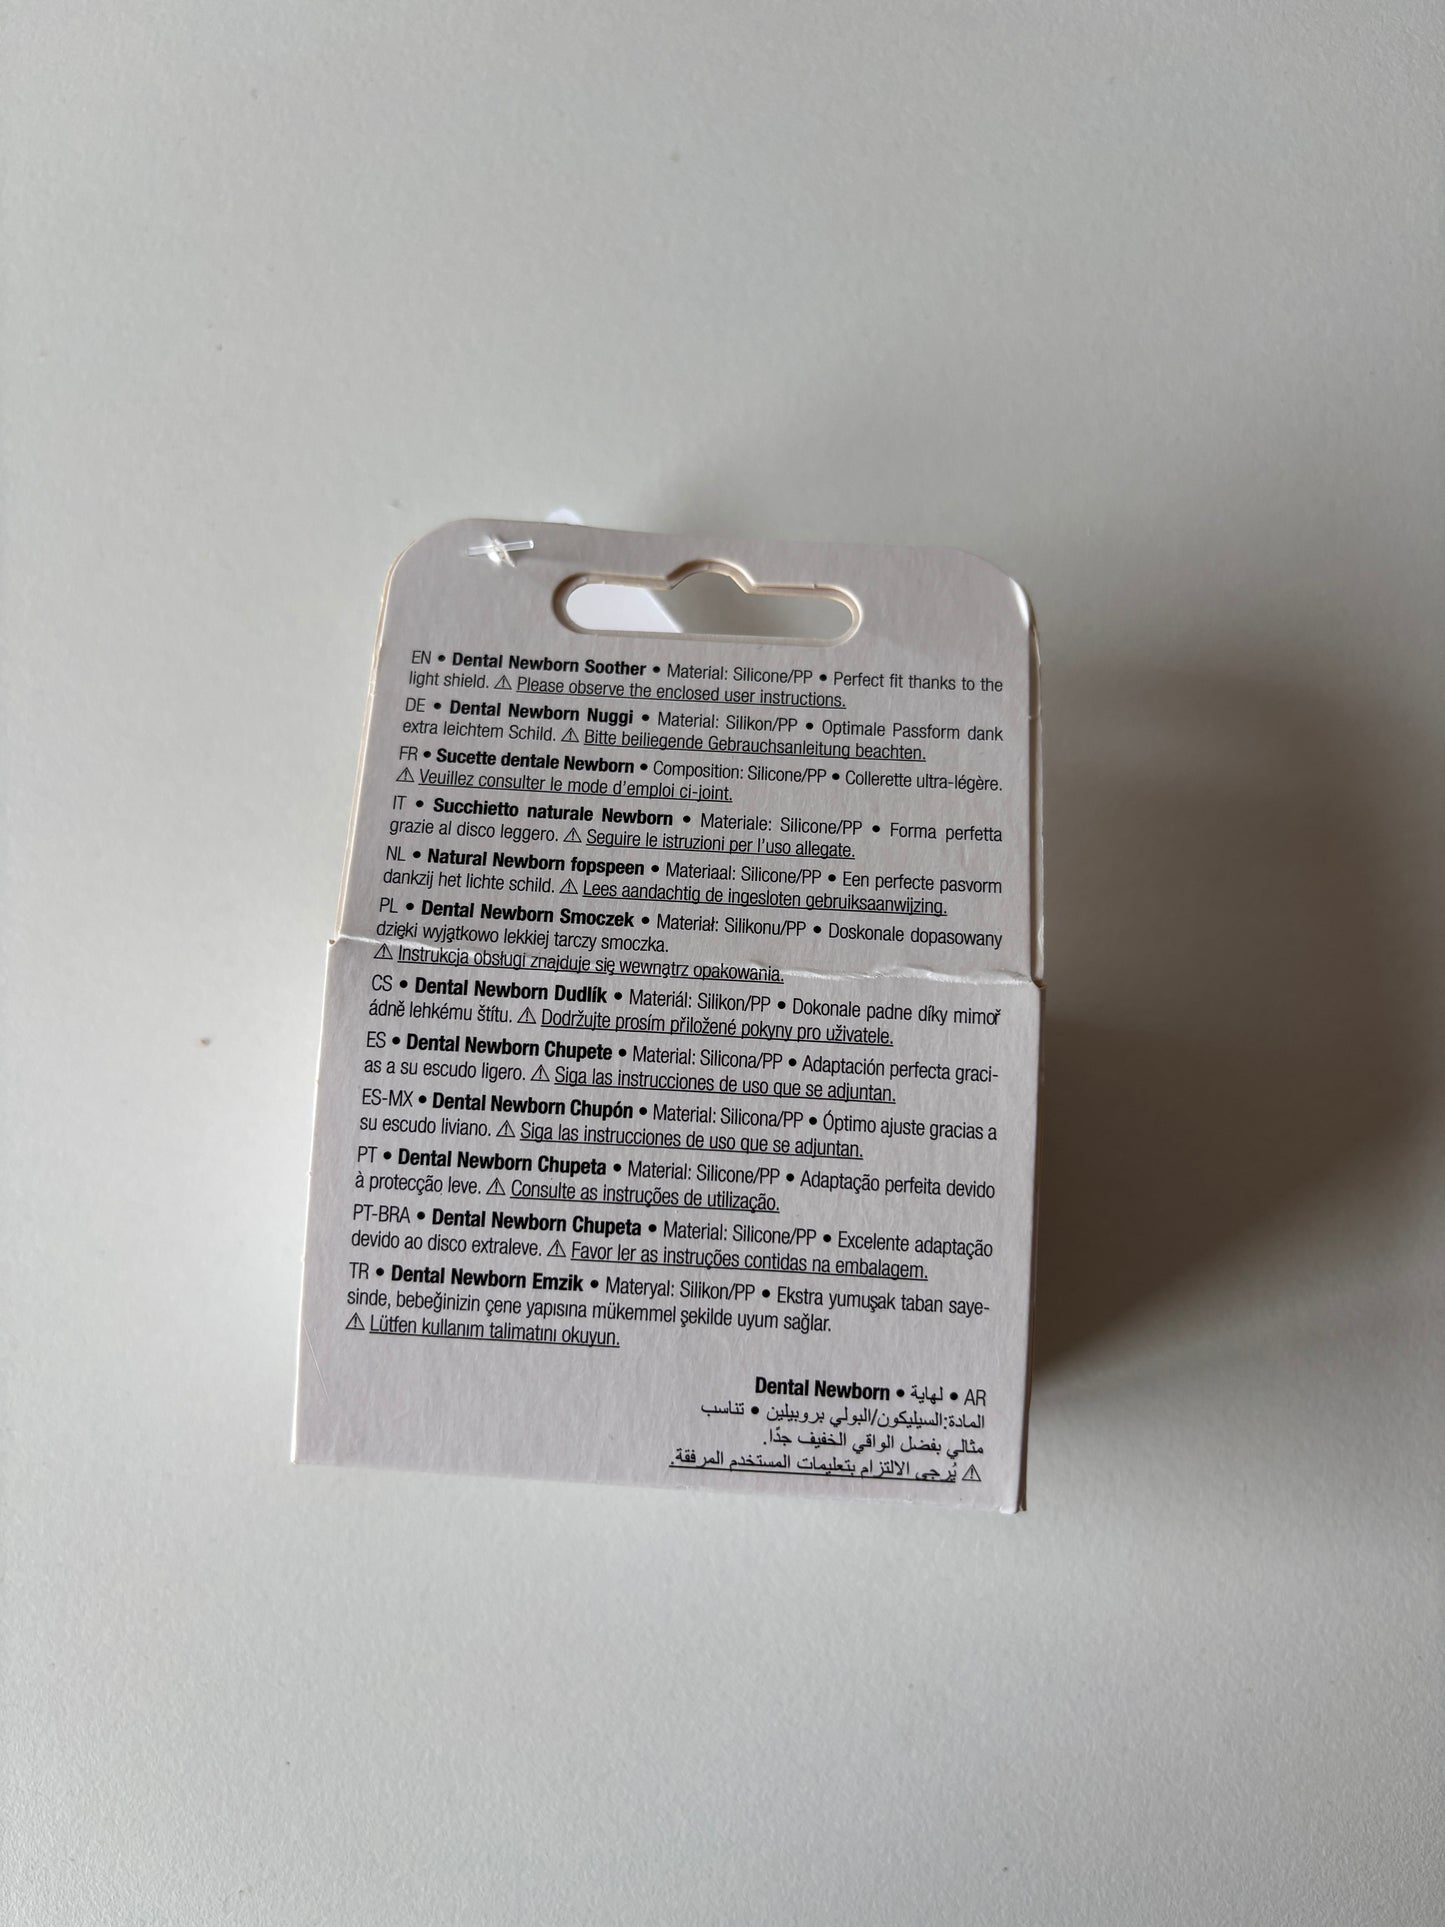 EN • Dental Newborn Soother • Material: Silicone/PP • Perfect fit thanks to the
light shield. ⚠ Please observe the enclosed user instructions.
DE • Dental Newborn Nuggi • Material: Silikon/PP • Optimale Passform dank
extra leichtem Schild. ⚠ Bitte beiliegende Gebrauchsanleitung beachten.
FR • Sucette dentale Newborn • Composition: Silicone/PP • Collerette ultra-légère.
⚠ Veuillez consulter le mode d'emploi ci-joint.
IT • Succhietto naturale Newborn • Materiale: Silicone/PP • Forma perfetta
grazie al disco leggero. ⚠ Seguire le istruzioni per l'uso allegate.
NL • Natural Newborn fopspeen • Materiaal: Silicone/PP • Een perfecte pasvorm
dankzij het lichte schild. ⚠ Lees aandachtig de ingesloten gebruiksaanwijzing.
PL • Dental Newborn Smoczek • Materiał: Silikonu/PP • Doskonale dopasowany
dzięki wyjątkowo lekkiej tarczy smoczka.
⚠ Instrukcja obsługi znajduje się wewnątrz opakowania.
CS • Dental Newborn Dudlík • Materiál: Silikon/PP • Dokonale padne díky mimoř
ádně lehkému štítu. ⚠ Dodržujte prosím přiložené pokyny pro uživatele.
ES • Dental Newborn Chupete • Material: Silicona/PP • Adaptación perfecta graci-
as a su escudo ligero. ⚠ Siga las instrucciones de uso que se adjuntan.
ES-MX • Dental Newborn Chupón • Material: Silicona/PP • Óptimo ajuste gracias a
su escudo liviano. ⚠ Siga las instrucciones de uso que se adjuntan.
PT • Dental Newborn Chupeta • Material: Silicone/PP • Adaptação perfeita devido
à protecção leve. ⚠ Consulte as instruções de utilização.
PT-BRA • Dental Newborn Chupeta • Material: Silicone/PP • Excelente adaptação
devido ao disco extraleve. ⚠ Favor ler as instruções contidas na embalagem.
TR • Dental Newborn Emzik • Materyal: Silikon/PP • Ekstra yumuşak taban saye-
sinde, bebeğinizin çene yapısına mükemmel şekilde uyum sağlar.
⚠ Lütfen kullanım talimatını okuyun.
AR • لهاية • Dental Newborn
المادة:السيليكون/البولي بروبيلين • تناسب
مثالي بفضل الواقي الخفيف جدًا.
⚠ يُرجى الالتزام بتعليمات المستخدم المرفقة.